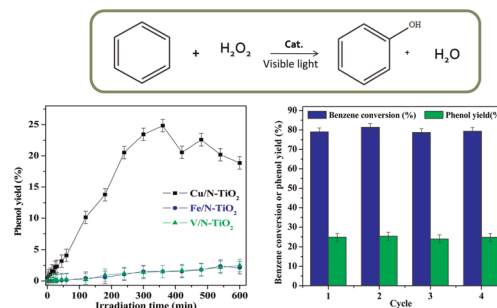 OH
+ H₂O₂ Cat. + H₂O
Visible light
Phenol yield (%)
25
20
15
10
5
0
Cu/N-TiO₂
Fe/N-TiO₂
V/N-TiO₂
0 100 200 300 400 500 600
Irradiation time (min)
Benzene conversion or phenol yield (%)
90
80
70
60
50
40
30
20
10
0
Benzene conversion (%) Phenol yield(%
1 2 3 4
Cycle